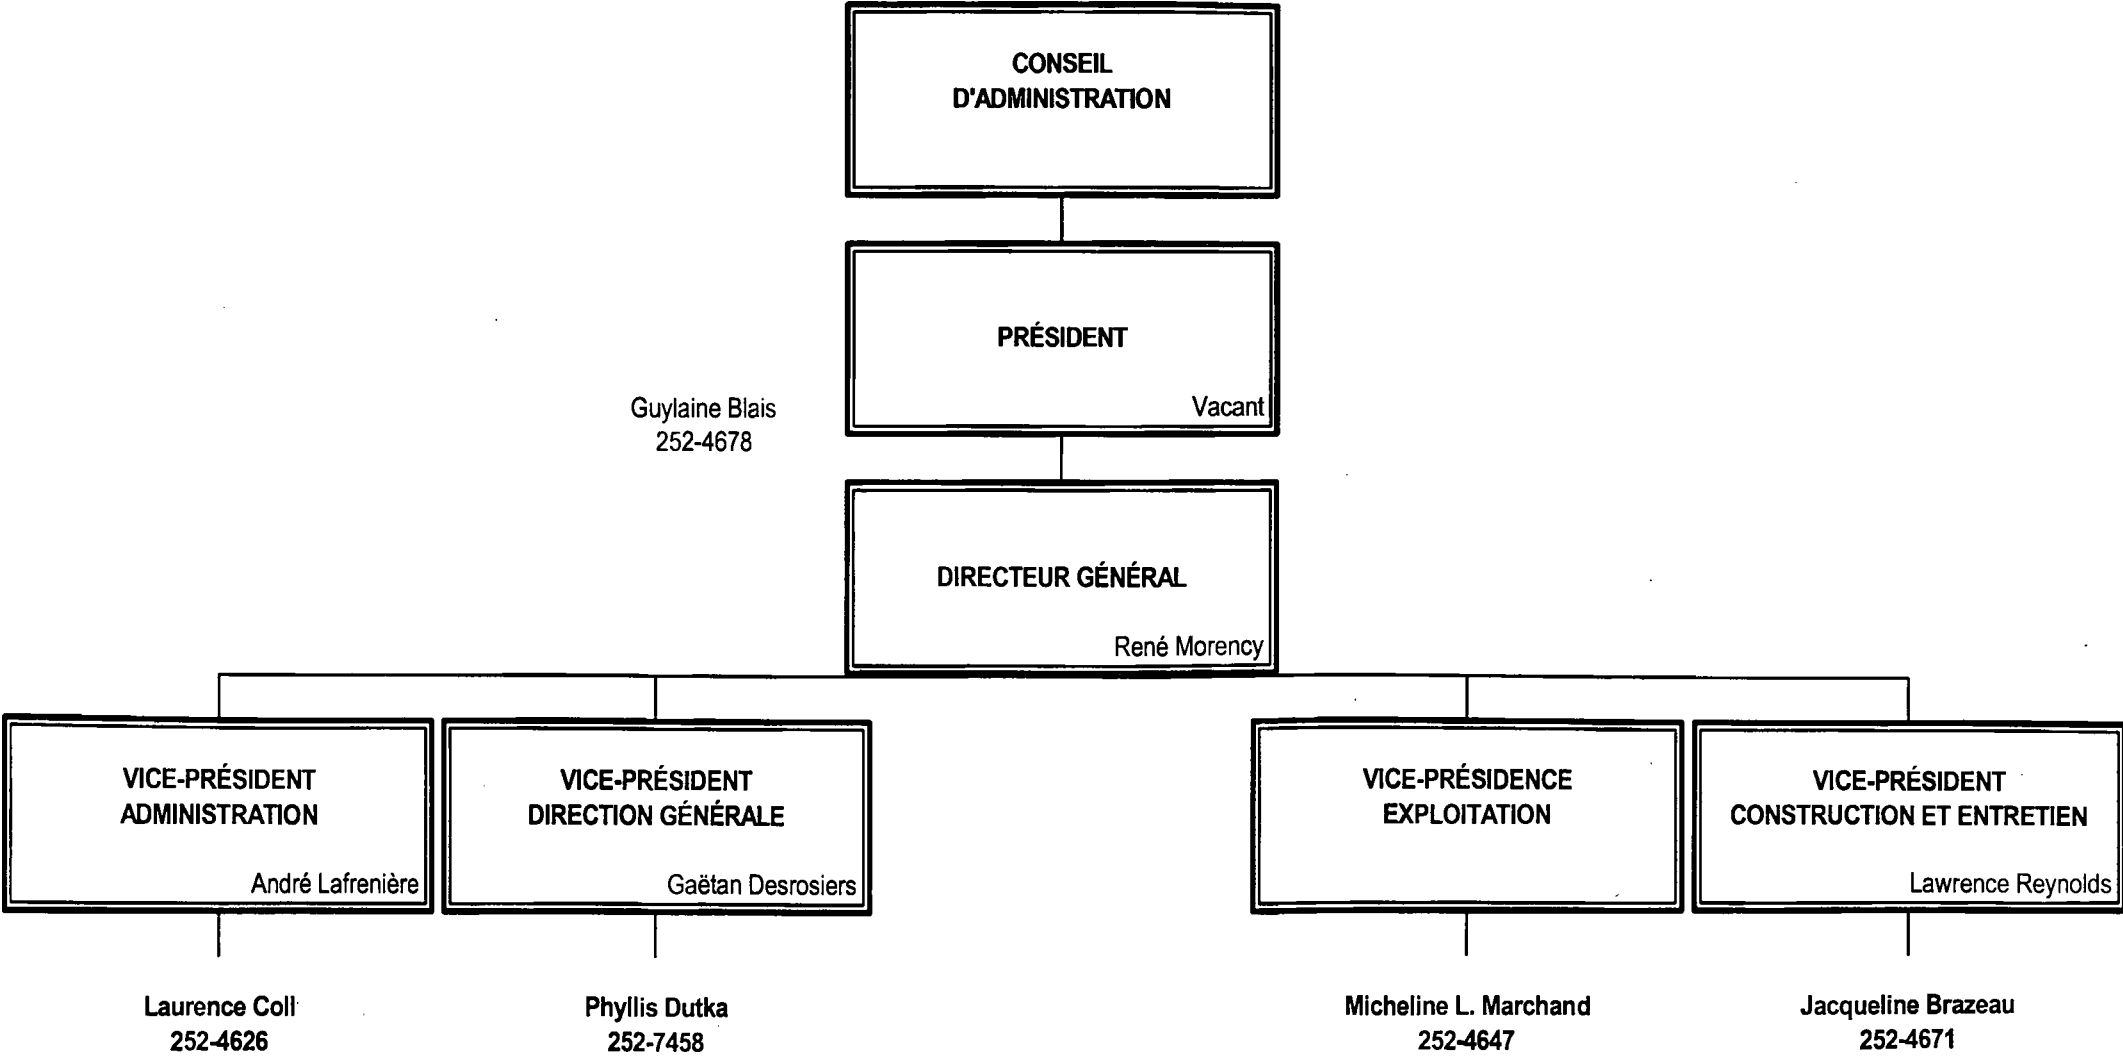 CONSEIL
D'ADMINISTRATION
PRÉSIDENT
Vacant
Guylaine Blais
252-4678
DIRECTEUR GÉNÉRAL
René Morency
VICE-PRÉSIDENT
ADMINISTRATION
André Lafrenière
VICE-PRÉSIDENT
DIRECTION GÉNÉRALE
Gaëtan Desrosiers
VICE-PRÉSIDENCE
EXPLOITATION
VICE-PRÉSIDENT
CONSTRUCTION ET ENTRETIEN
Lawrence Reynolds
Laurence Coll
252-4626
Phyllis Dutka
252-7458
Micheline L. Marchand
252-4647
Jacqueline Brazeau
252-4671